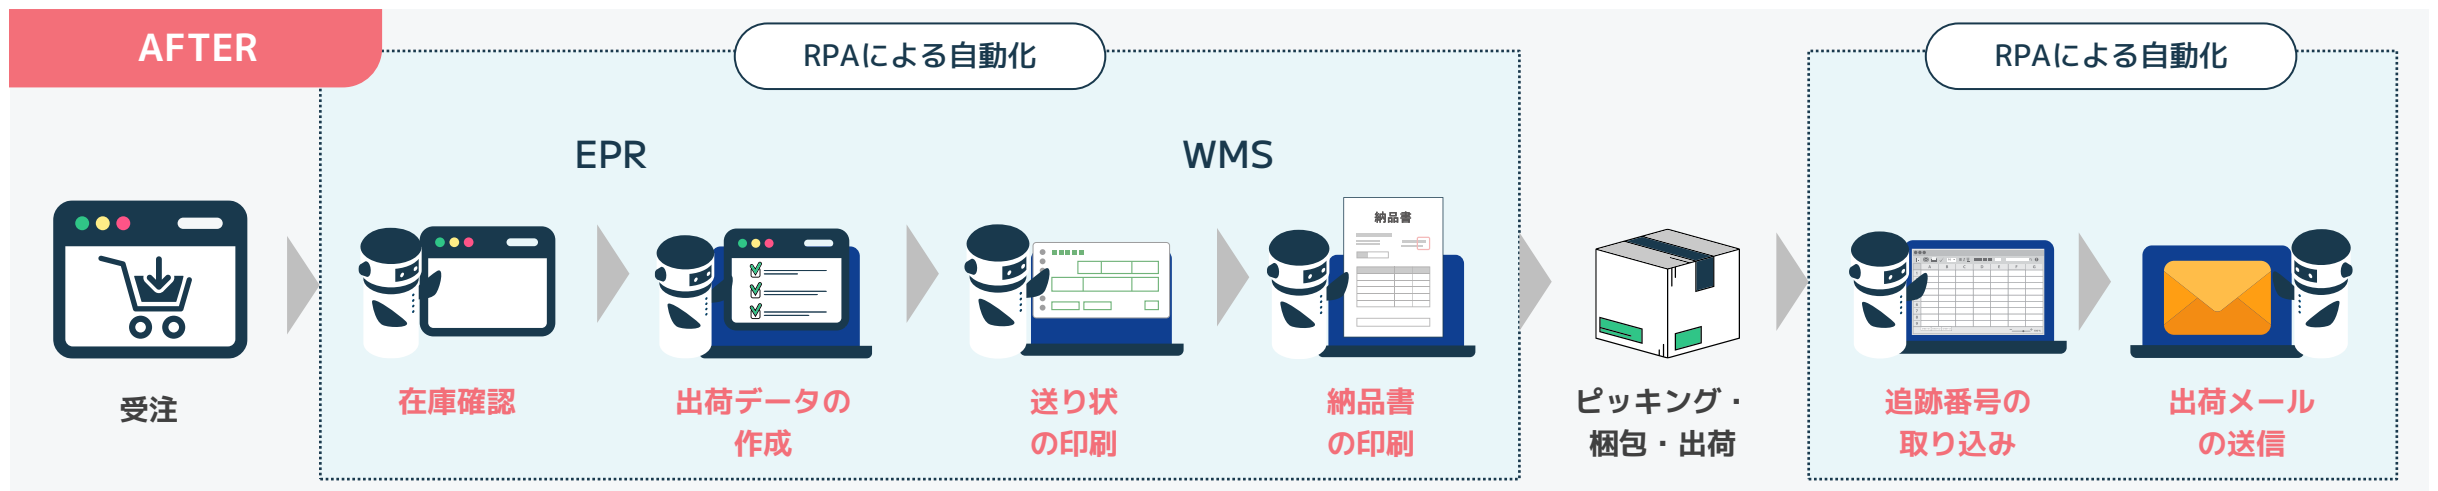 AFTER
RPAによる自動化
RPAによる自動化
EPR
WMS
納品書
受注
在庫確認
出荷データの
作成
送り状
の印刷
納品書
の印刷
ピッキング・
梱包・出荷
追跡番号の
取り込み
出荷メール
の送信